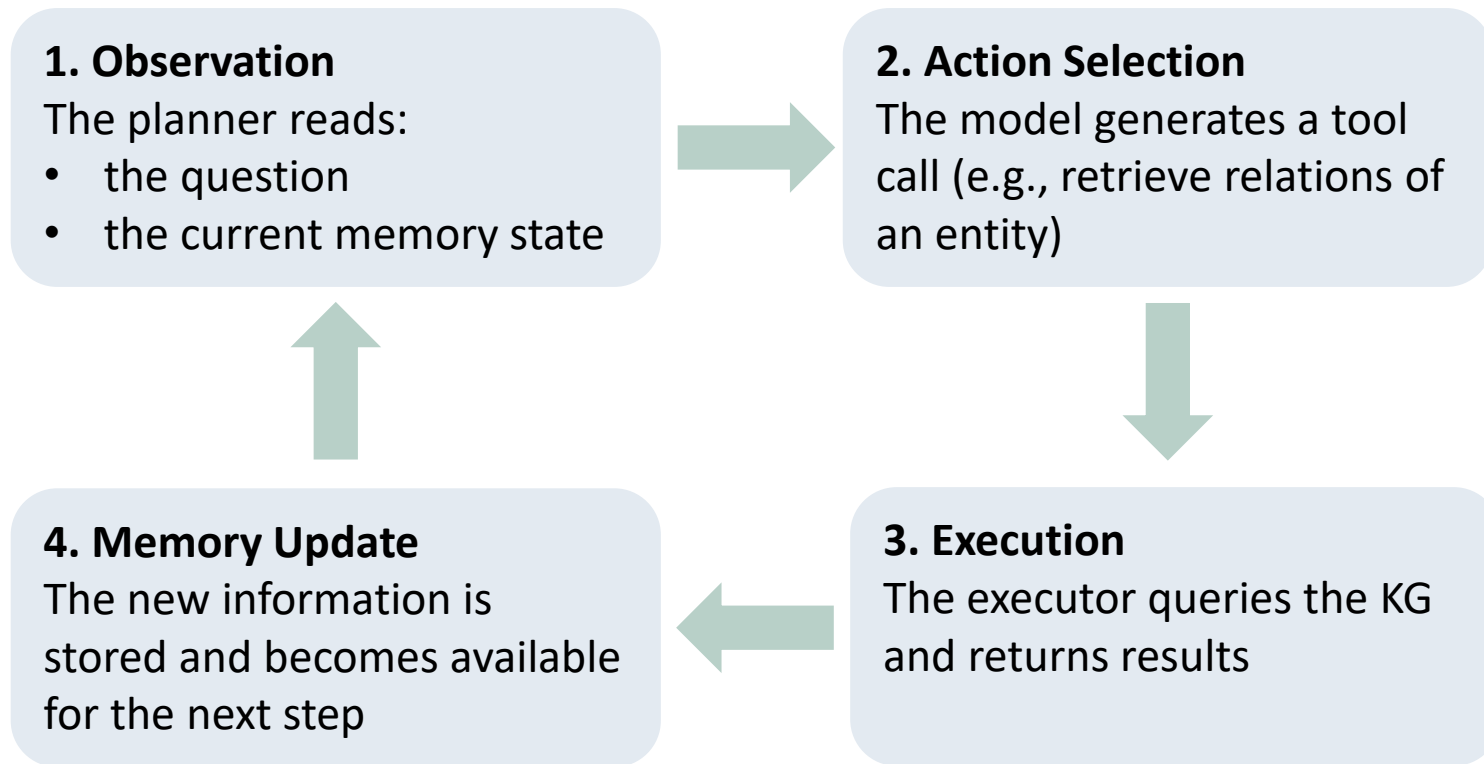 1. Observation
The planner reads:
• the question
• the current memory state
2. Action Selection
The model generates a tool
call (e.g., retrieve relations of
an entity)
3. Execution
The executor queries the KG
and returns results
4. Memory Update
The new information is
stored and becomes available
for the next step